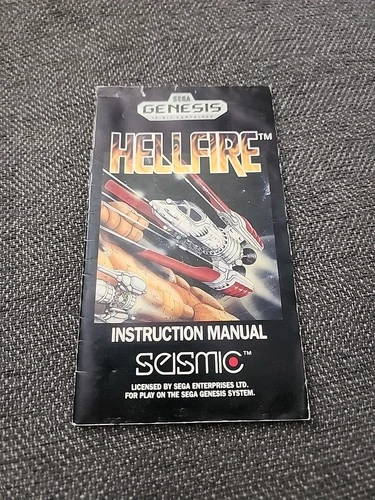 SEGA
GENESIS
16-BIT CARTRIDGE
HELLFIRE™
INSTRUCTION MANUAL
SEISMIC™
LICENSED BY SEGA ENTERPRISES LTD.
FOR PLAY ON THE SEGA GENESIS SYSTEM.